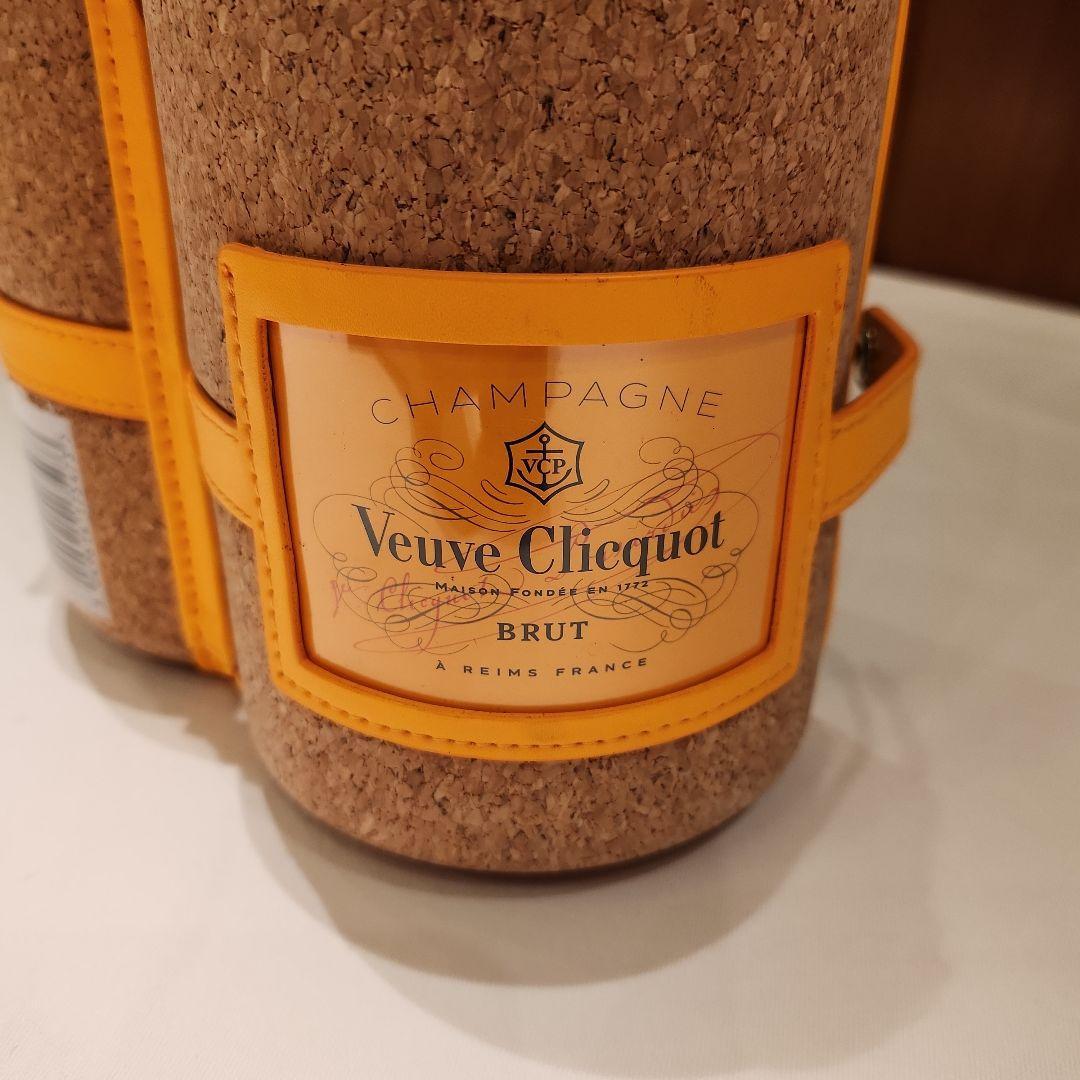 CHAMPAGNE
VCP
Veuve Clicquot
MAISON FONDÉE EN 1772
BRUT
À REIMS FRANCE